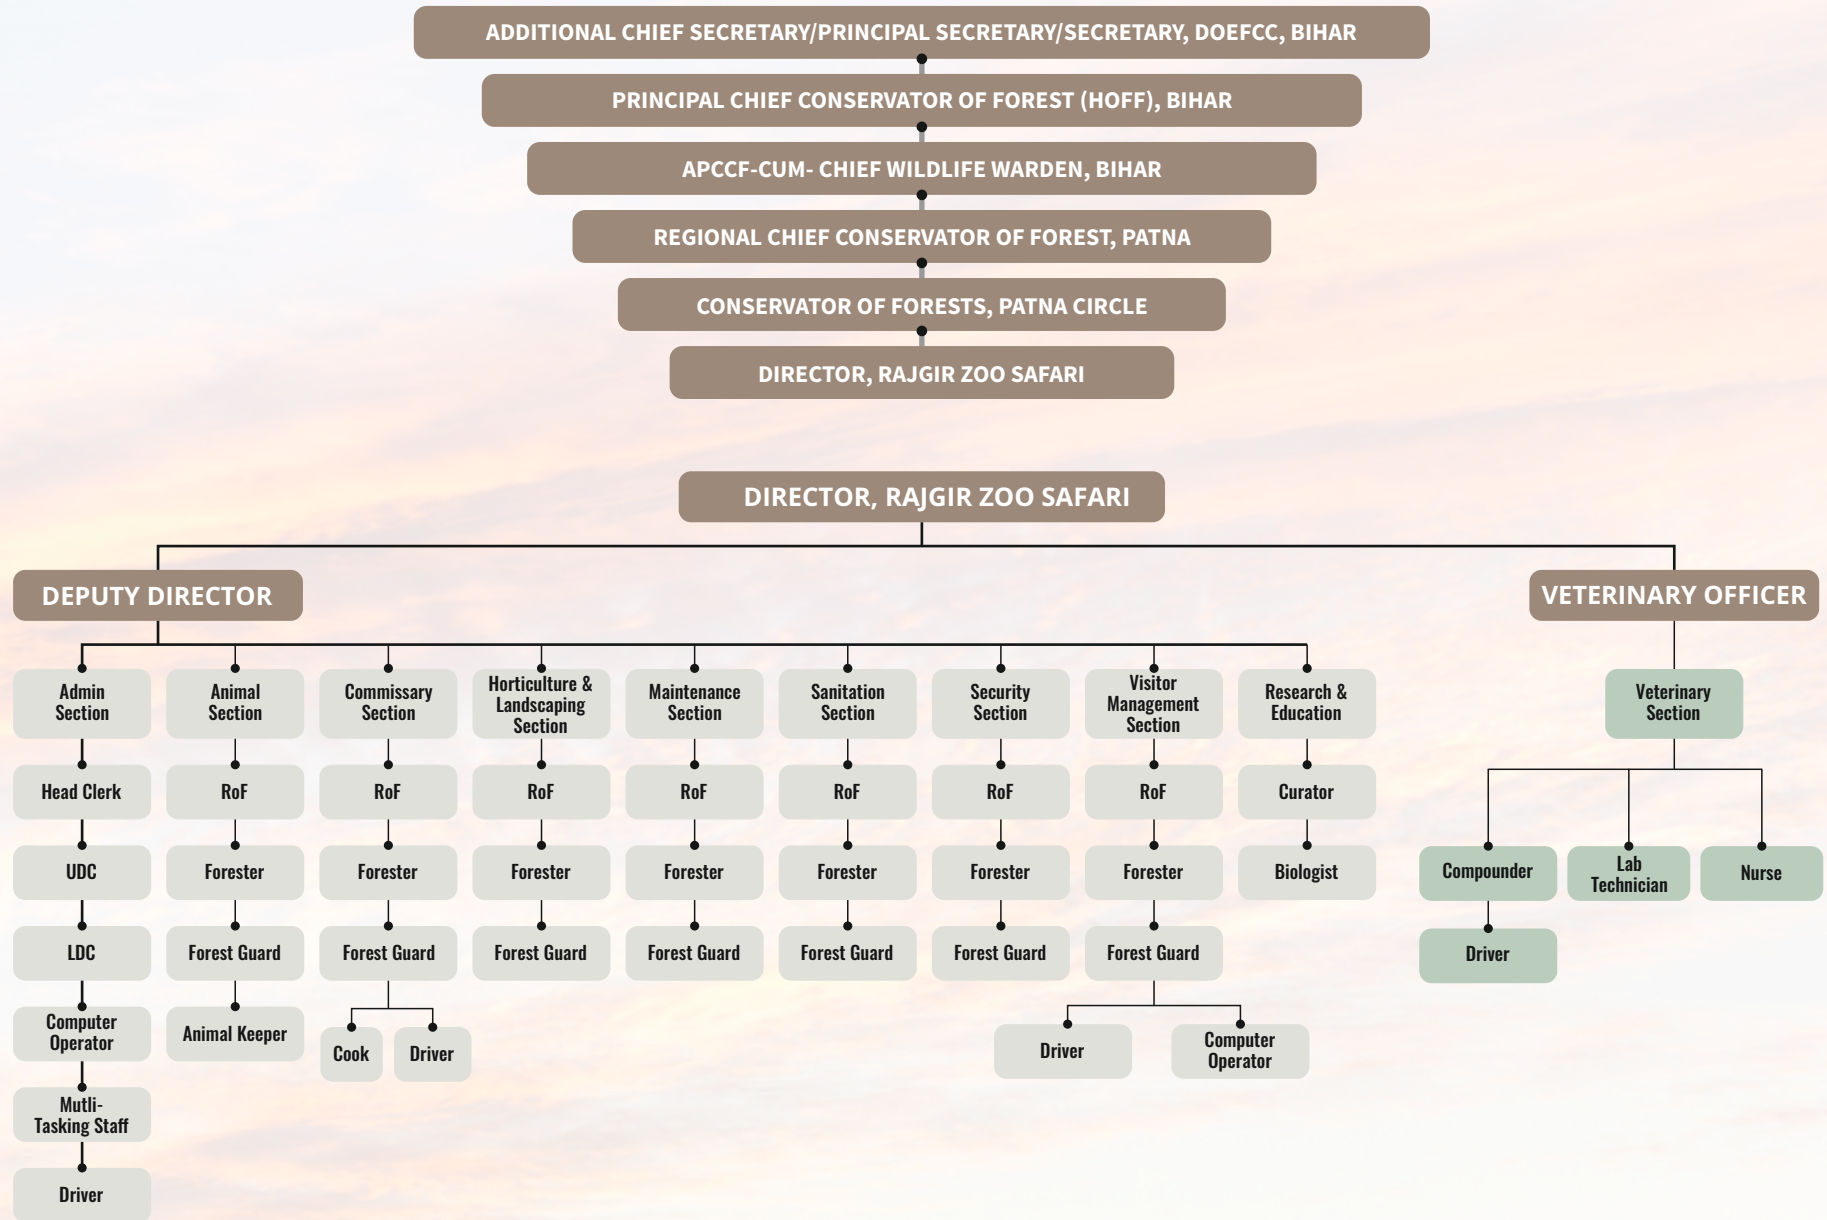 ADDITIONAL CHIEF SECRETARY/PRINCIPAL SECRETARY/SECRETARY, DOEFCC, BIHAR
PRINCIPAL CHIEF CONSERVATOR OF FOREST (HOFF), BIHAR
APCCF-CUM- CHIEF WILDLIFE WARDEN, BIHAR
REGIONAL CHIEF CONSERVATOR OF FOREST, PATNA
CONSERVATOR OF FORESTS, PATNA CIRCLE
DIRECTOR, RAJGIR ZOO SAFARI
DIRECTOR, RAJGIR ZOO SAFARI
DEPUTY DIRECTOR
VETERINARY OFFICER
Admin
Section
Head Clerk
UDC
LDC
Computer
Operator
Mutli-
Tasking Staff
Driver
Animal
Section
RoF
Forester
Forest Guard
Animal Keeper
Commissary
Section
RoF
Forester
Forest Guard
Cook
Driver
Horticulture &
Landscaping
Section
RoF
Forester
Forest Guard
Maintenance
Section
RoF
Forester
Forest Guard
Sanitation
Section
RoF
Forester
Forest Guard
Security
Section
RoF
Forester
Forest Guard
Visitor
Management
Section
RoF
Forester
Forest Guard
Driver
Computer
Operator
Research &
Education
Curator
Biologist
Veterinary
Section
Compounder
Driver
Lab
Technician
Nurse